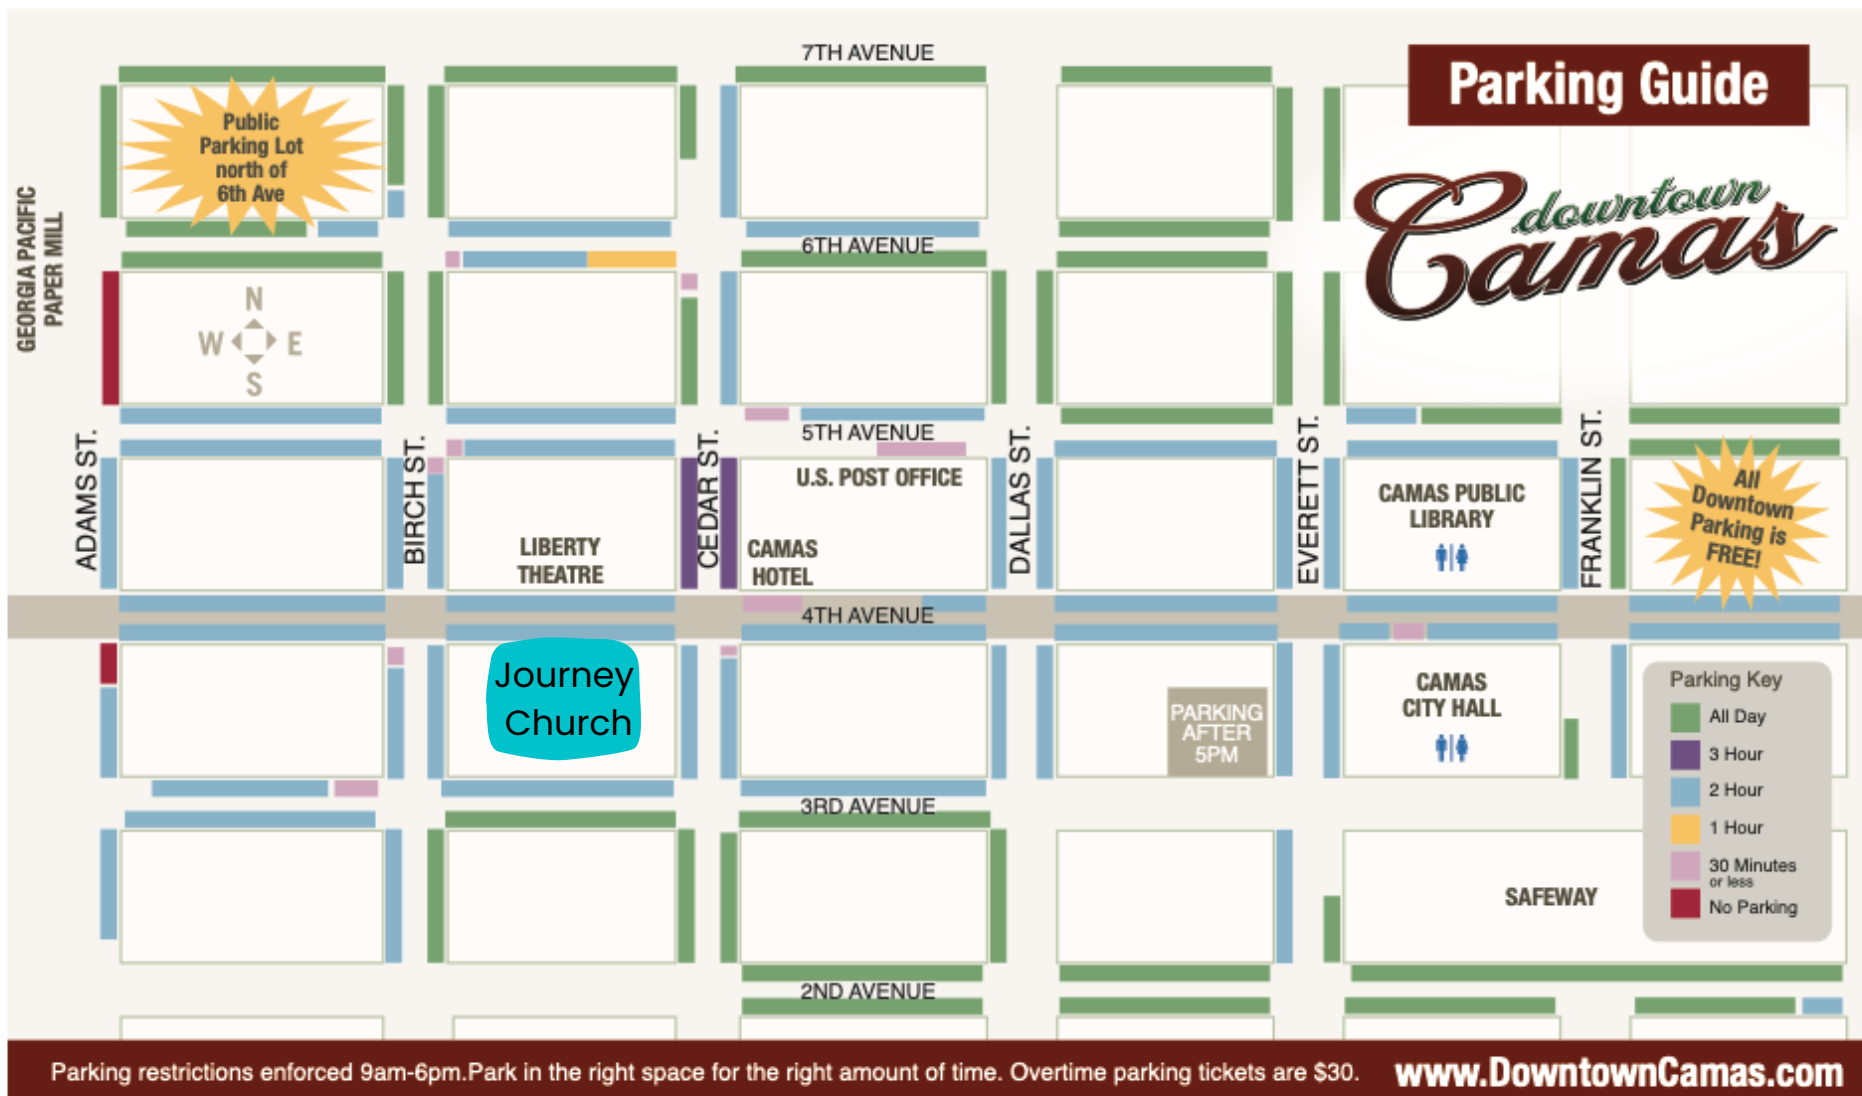 7TH AVENUE
Parking Guide
downtown
Camas
Public
Parking Lot
north of
6th Ave
GEORGIA PACIFIC
PAPER MILL
6TH AVENUE
N
W E
S
5TH AVENUE
ADAMS ST.
BIRCH ST.
CEDAR ST.
DALLAS ST.
EVERETT ST.
FRANKLIN ST.
U.S. POST OFFICE
LIBERTY
THEATRE
CAMAS
HOTEL
CAMAS PUBLIC
LIBRARY
All
Downtown
Parking is
FREE!
4TH AVENUE
Journey
Church
PARKING
AFTER
5PM
CAMAS
CITY HALL
Parking Key
All Day
3 Hour
2 Hour
1 Hour
30 Minutes
or less
No Parking
3RD AVENUE
SAFEWAY
2ND AVENUE
Parking restrictions enforced 9am-6pm.Park in the right space for the right amount of time. Overtime parking tickets are $30.
www.DowntownCamas.com